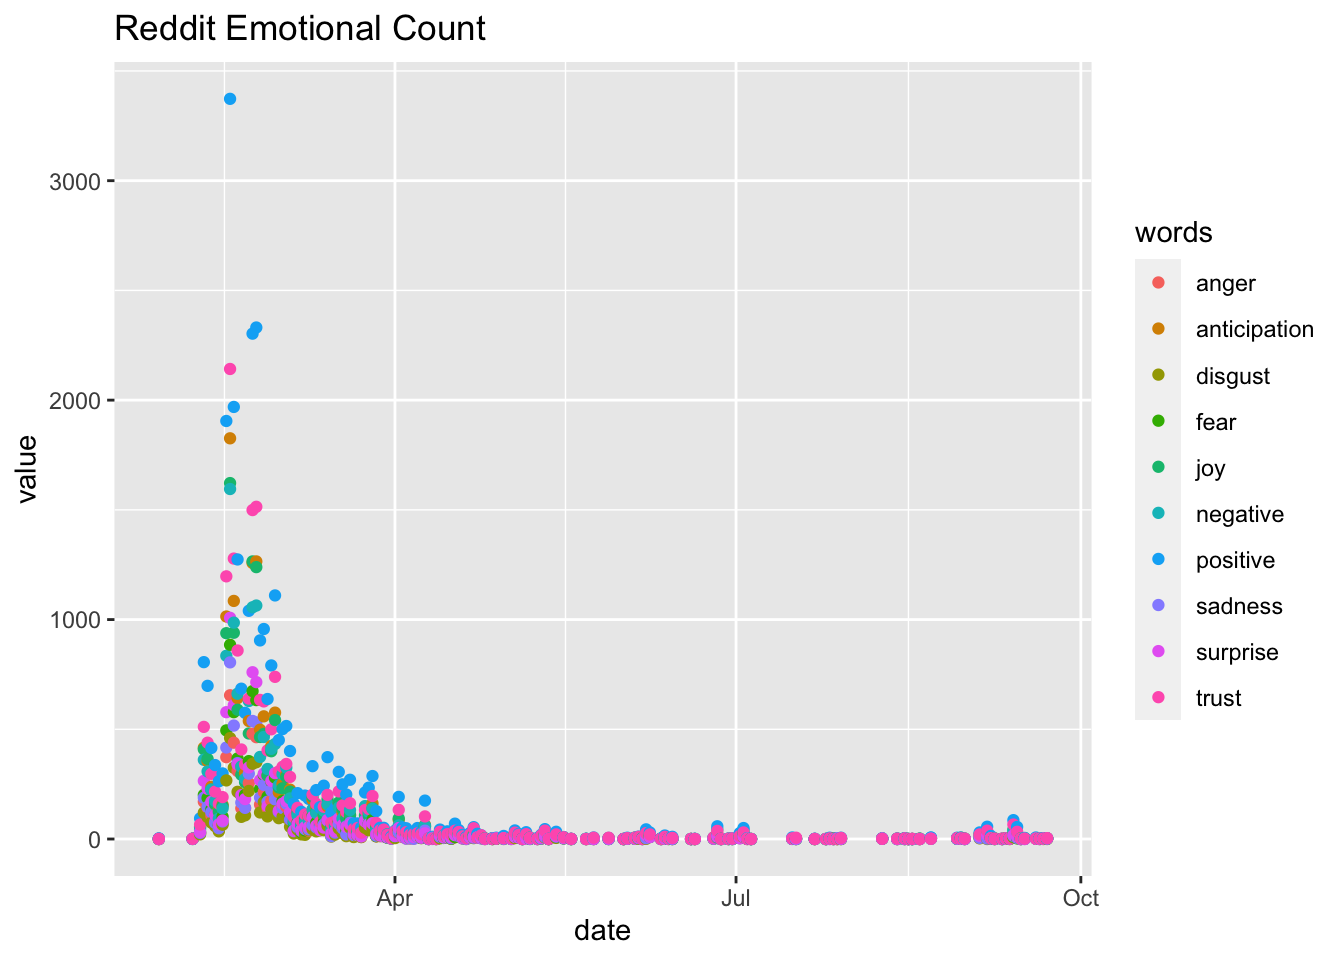 Reddit Emotional Count
3000
2000
1000
0
value
Apr
Jul
Oct
date
words
anger
anticipation
disgust
fear
joy
negative
positive
sadness
surprise
trust